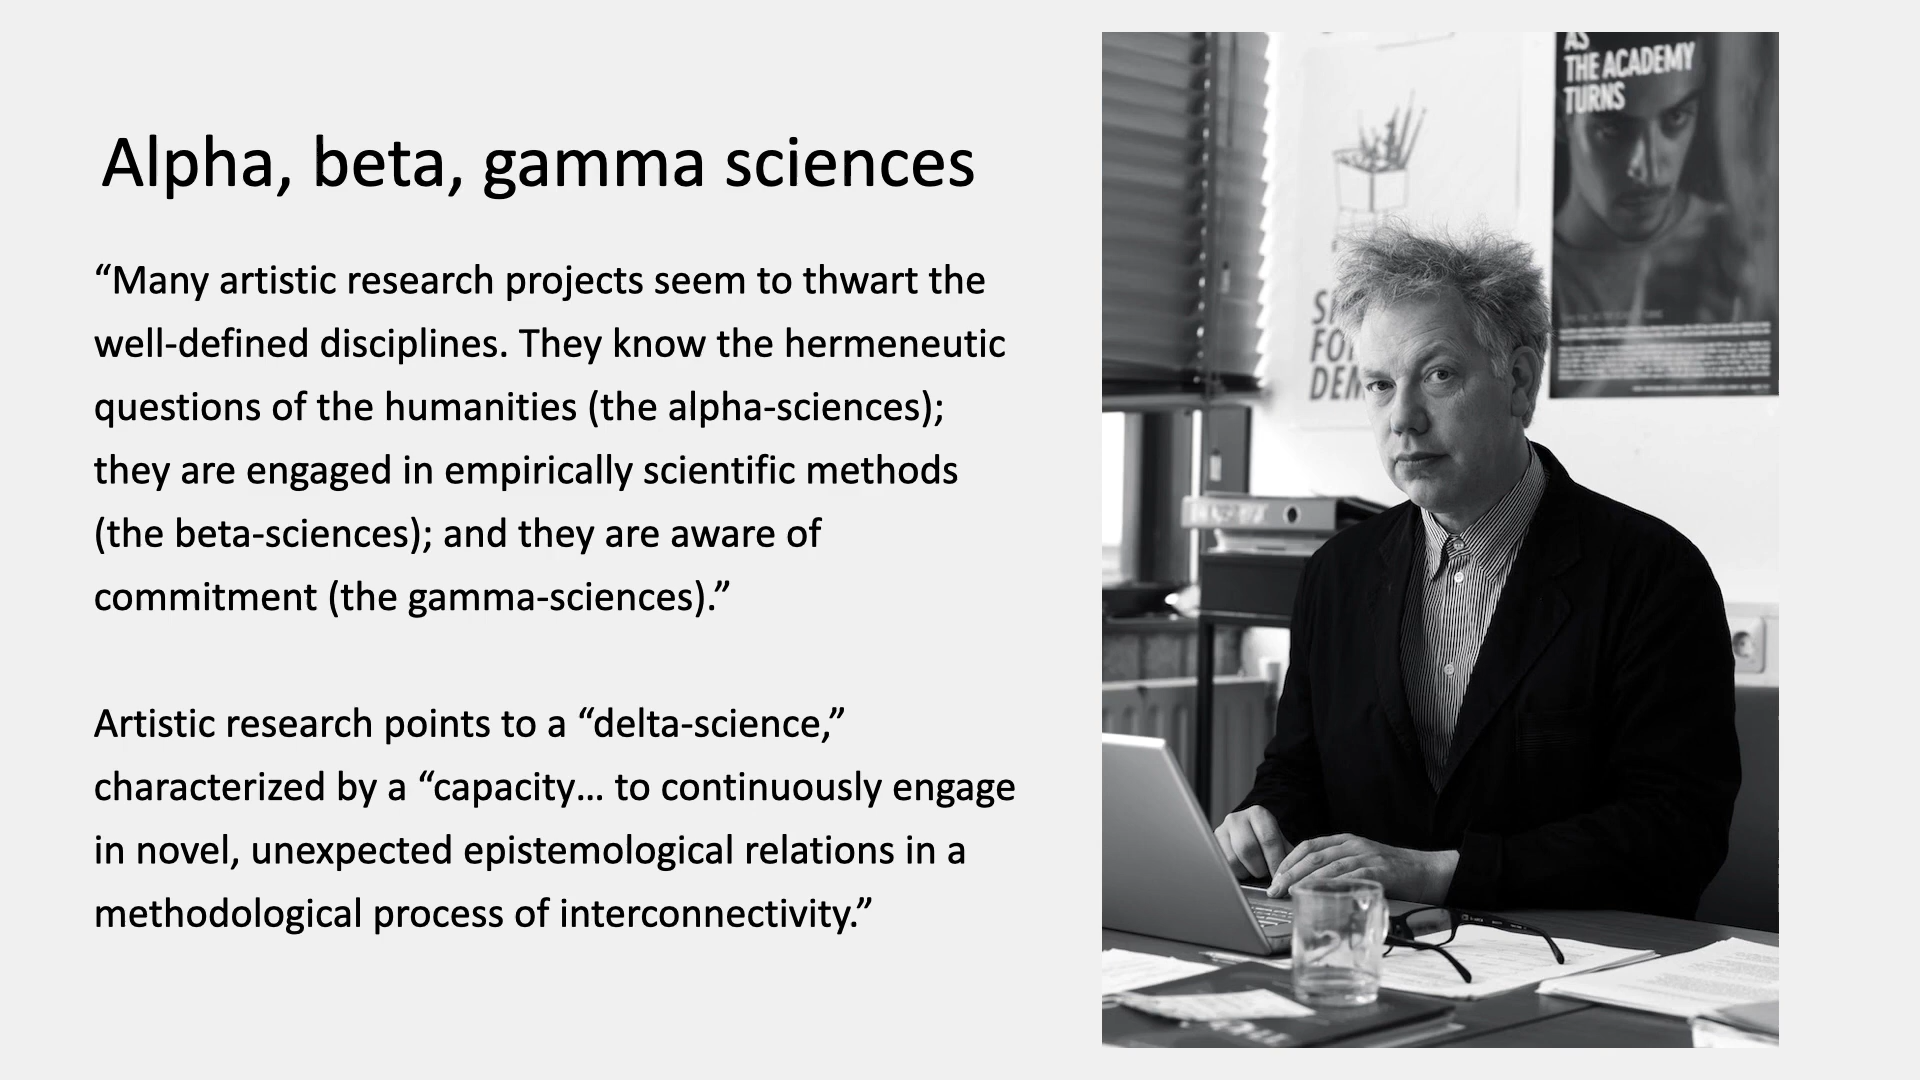 Alpha, beta, gamma sciences
“Many artistic research projects seem to thwart the
well-defined disciplines. They know the hermeneutic
questions of the humanities (the alpha-sciences);
they are engaged in empirically scientific methods
(the beta-sciences); and they are aware of
commitment (the gamma-sciences).”
Artistic research points to a “delta-science,”
characterized by a “capacity… to continuously engage
in novel, unexpected epistemological relations in a
methodological process of interconnectivity.”
AS
THE ACADEMY
TURNS